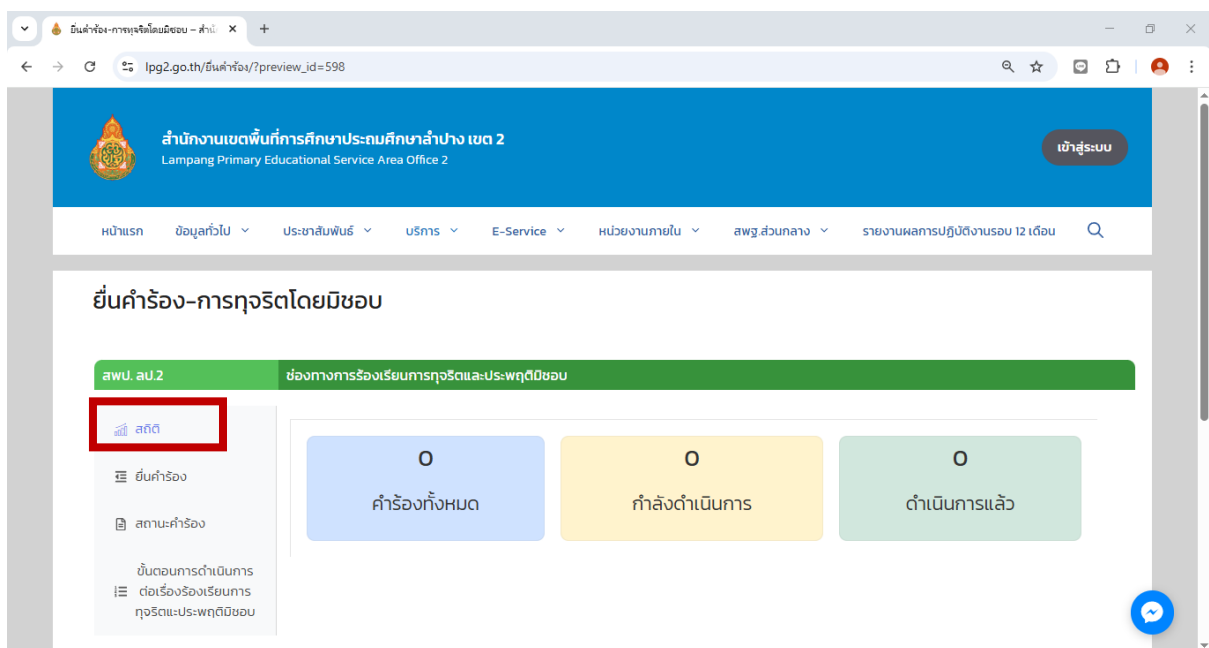 ยื่นคำร้อง-การทุจริตโดยมิชอบ – สำนั
lpg2.go.th/ยื่นคำร้อง/?preview_id=598
สำนักงานเขตพื้นที่การศึกษาประถมศึกษาลำปาง เขต 2
Lampang Primary Educational Service Area Office 2
เข้าสู่ระบบ
หน้าแรก ข้อมูลทั่วไป ประชาสัมพันธ์ บริการ E-Service หน่วยงานภายใน สพฐ.ส่วนกลาง รายงานผลการปฏิบัติงานรอบ 12 เดือน
ยื่นคำร้อง-การทุจริตโดยมิชอบ
สพป. ลป.2 ช่องทางการร้องเรียนการทุจริตและประพฤติมิชอบ
สถิติ
ยื่นคำร้อง
สถานะคำร้อง
ขั้นตอนการดำเนินการ
ต่อเรื่องร้องเรียนการ
ทุจริตแะประพฤติมิชอบ
0
คำร้องทั้งหมด
0
กำลังดำเนินการ
0
ดำเนินการแล้ว